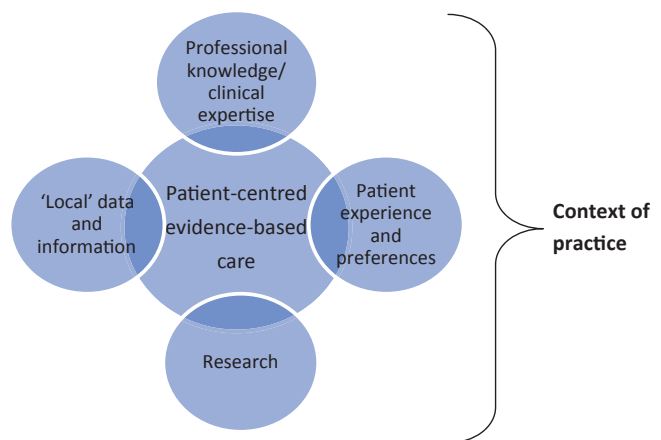 Professional
knowledge/
clinical
expertise
‘Local’ data
and
information
Patient-centred
evidence-based
care
Patient
experience
and
preferences
Research
Context of
practice